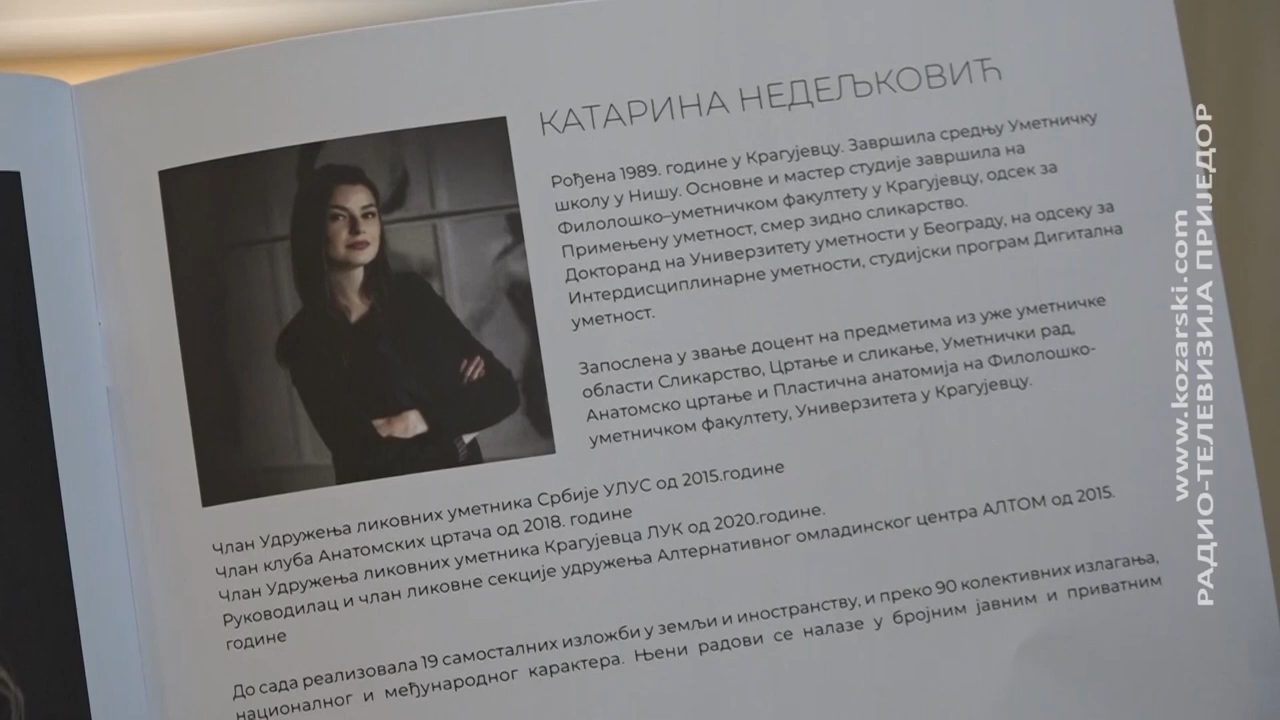 КАТАРИНА НЕДЕЉКОВИЋ
Рођена 1989. године у Крагујевцу. Завршила средњу Уметничку
школу у Нишу. Основне и мастер студије завршила на
Филолошко–уметничком факултету у Крагујевцу, одсек за
Примењену уметност, смер зидно сликарство.
Докторанд на Универзитету уметности у Београду, на одсеку за
Интердисциплинарне уметности, студијски програм Дигитална
уметност.
Запослена у звање доцент на предметима из уже уметничке
области Сликарство, Цртање и сликање, Уметнички рад,
Анатомско цртање и Пластична анатомија на Филолошко-
уметничком факултету, Универзитета у Крагујевцу.
Члан Удружења ликовних уметника Србије УЛУС од 2015.године
Члан клуба Анатомских цртача од 2018. године
Члан Удружења ликовних уметника Крагујевца ЛУК од 2020.године.
Руководилац и члан ликовне секције удружења Алтернативног омладинског центра АЛТОМ од 2015.
године
До сада реализовала 19 самосталних изложби у земљи и иностранству, и преко 90 колективних излагања,
националног и међународног карактера. Њени радови се налазе у бројним јавним и приватним
www.kozarski.com
РАДИО-ТЕЛЕВИЗИЈА ПРИЈЕДОР